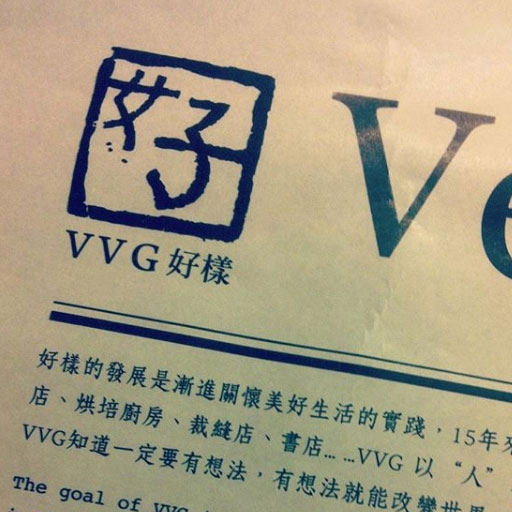 好
VVG 好樣
Ve
好樣的發展是漸進關懷美好生活的實踐，15年來
店、烘培廚房、裁縫店、書店……VVG 以 “人”
VVG知道一定要有想法，有想法就能改變世界
The goal of VVG